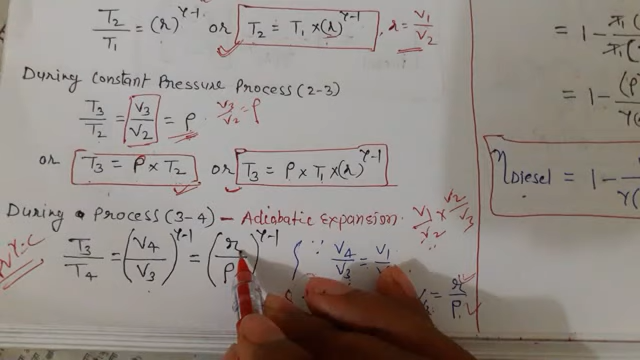 T₂/T₁ = (r)^γ-1 or T₂ = T₁ × (r)^γ-1, r = V₁/V₂
During Constant Pressure Process (2-3)
T₃/T₂ = V₃/V₂ = ρ V₃/V₂ = ρ
or T₃ = ρ × T₂ or T₃ = ρ × T₁ × (r)^γ-1
During Process (3-4) - Adiabatic Expansion. V₁/V₂ × V₂/V₃
T₃/T₄ = (V₄/V₃)^γ-1 = (r/ρ)^γ-1 ∵ V₄/V₃ = V₁/
= r/ρ
= 1 -
= 1 - (ρ
η Diesel = 1 -